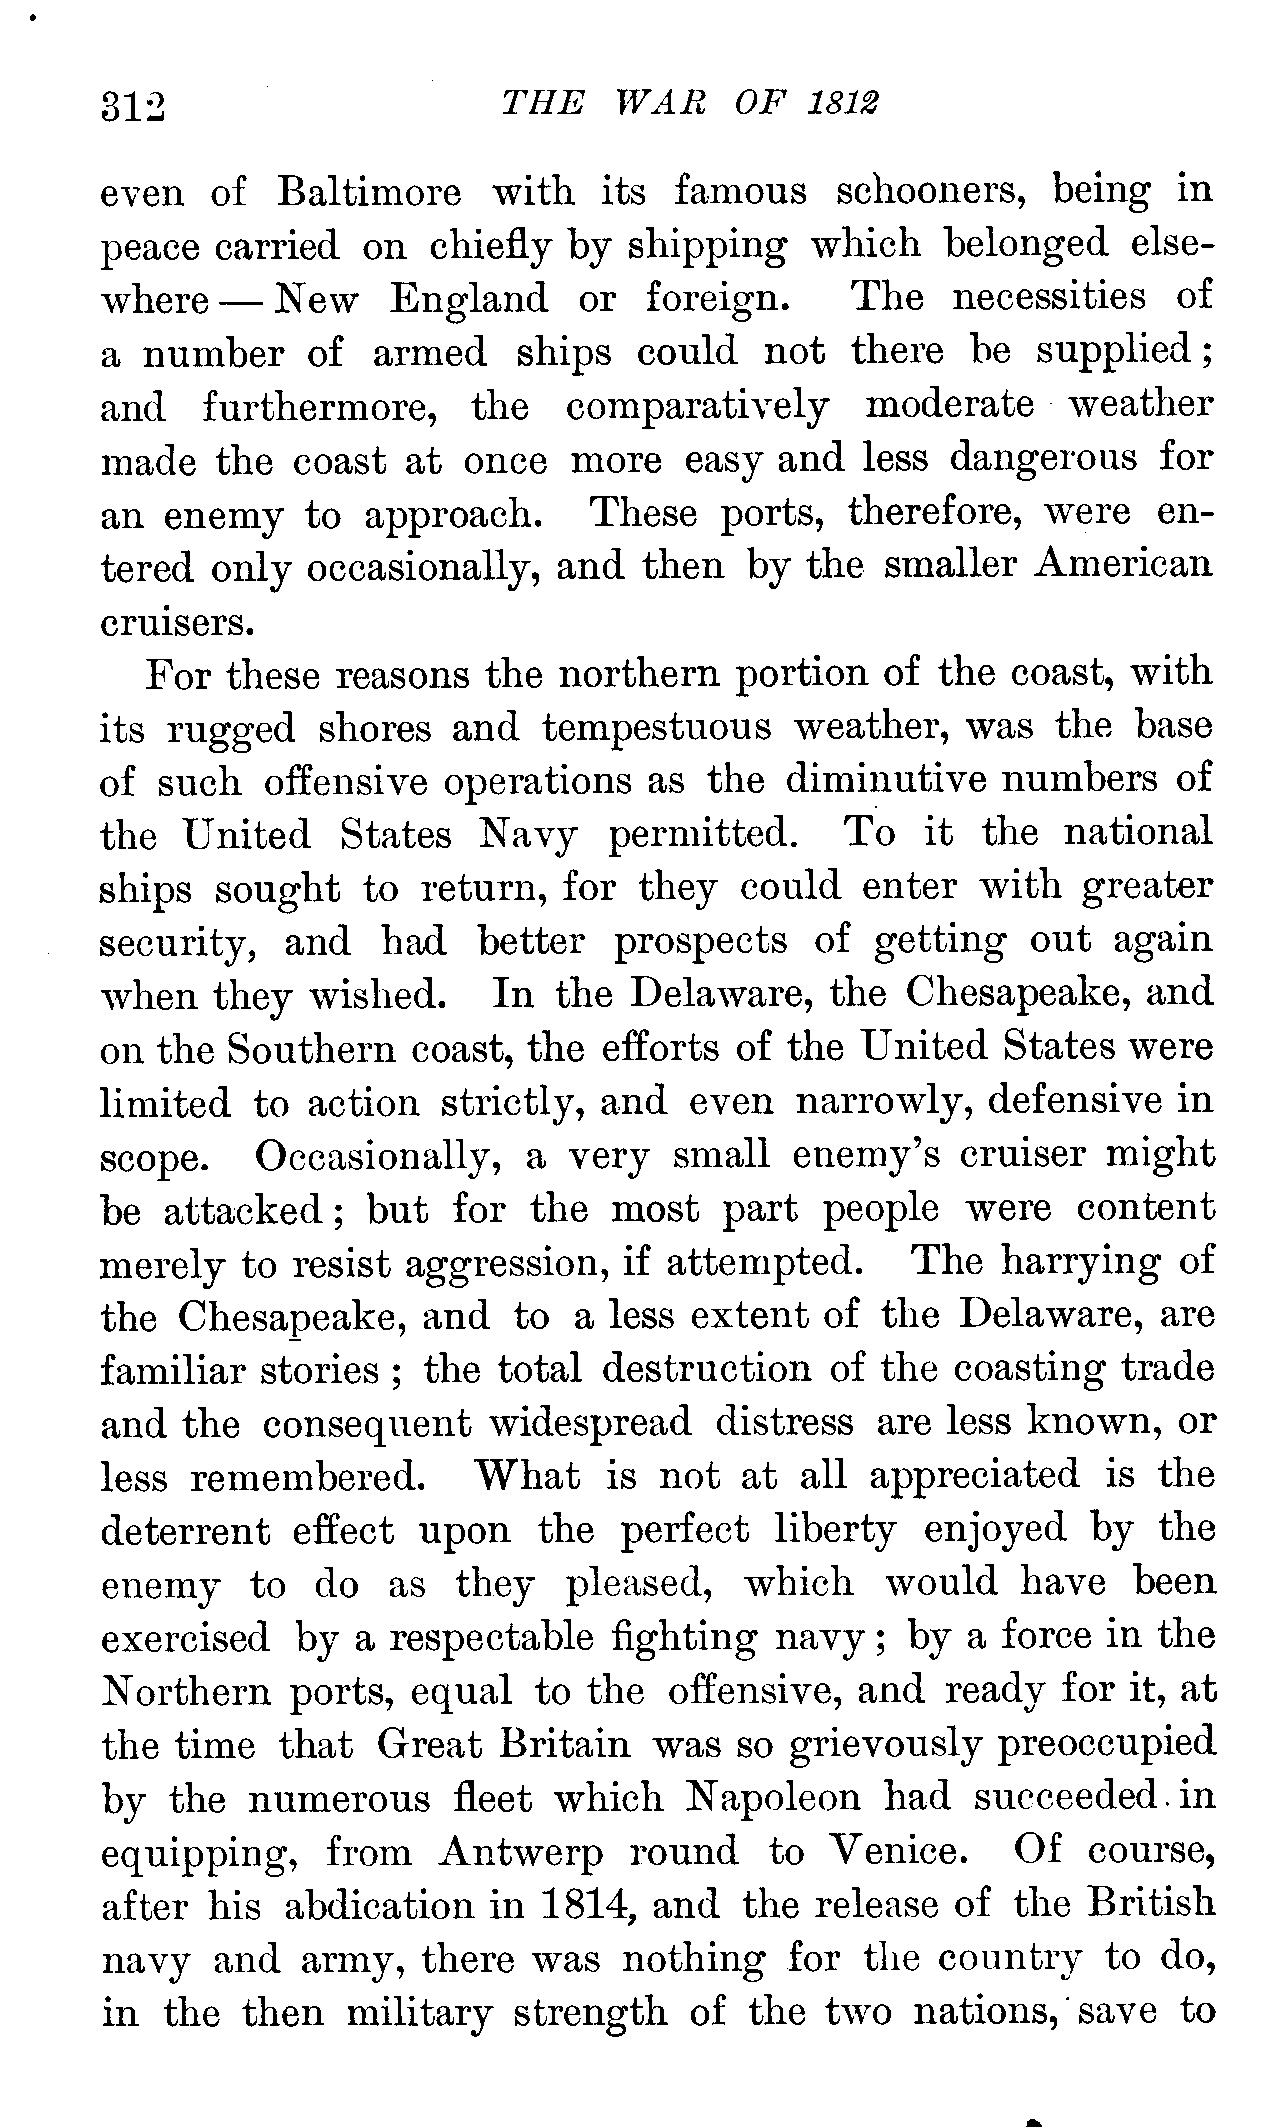 312 THE WAR OF 1812
even of Baltimore with its famous schooners, being in
peace carried on chiefly by shipping which belonged else-
where — New England or foreign. The necessities of
a number of armed ships could not there be supplied;
and furthermore, the comparatively moderate weather
made the coast at once more easy and less dangerous for
an enemy to approach. These ports, therefore, were en-
tered only occasionally, and then by the smaller American
cruisers.
For these reasons the northern portion of the coast, with
its rugged shores and tempestuous weather, was the base
of such offensive operations as the diminutive numbers of
the United States Navy permitted. To it the national
ships sought to return, for they could enter with greater
security, and had better prospects of getting out again
when they wished. In the Delaware, the Chesapeake, and
on the Southern coast, the efforts of the United States were
limited to action strictly, and even narrowly, defensive in
scope. Occasionally, a very small enemy's cruiser might
be attacked; but for the most part people were content
merely to resist aggression, if attempted. The harrying of
the Chesapeake, and to a less extent of the Delaware, are
familiar stories; the total destruction of the coasting trade
and the consequent widespread distress are less known, or
less remembered. What is not at all appreciated is the
deterrent effect upon the perfect liberty enjoyed by the
enemy to do as they pleased, which would have been
exercised by a respectable fighting navy; by a force in the
Northern ports, equal to the offensive, and ready for it, at
the time that Great Britain was so grievously preoccupied
by the numerous fleet which Napoleon had succeeded in
equipping, from Antwerp round to Venice. Of course,
after his abdication in 1814, and the release of the British
navy and army, there was nothing for the country to do,
in the then military strength of the two nations, save to